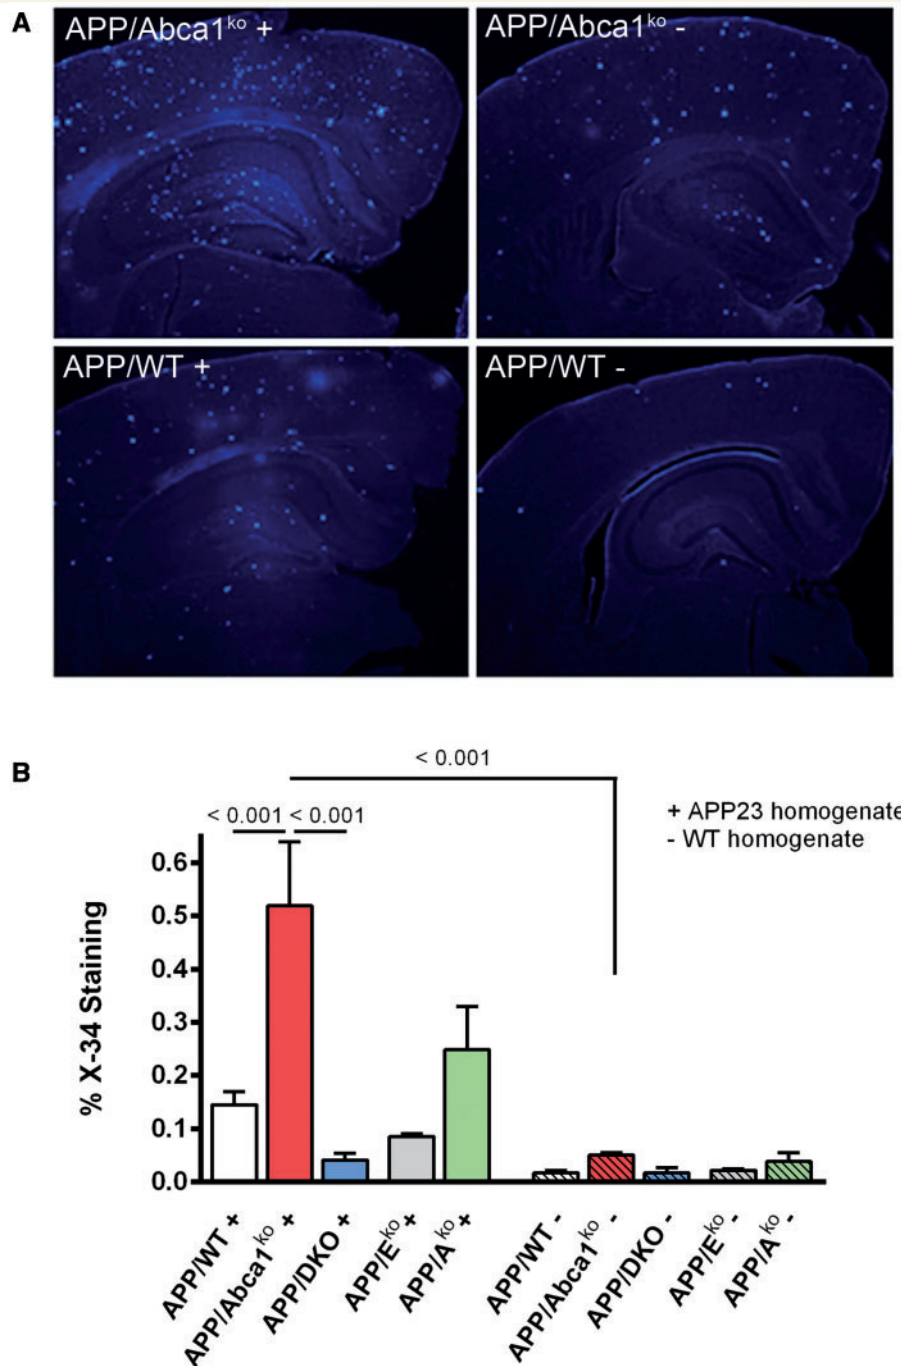 A
APP/Abca1ko +
APP/Abca1ko -
APP/WT +
APP/WT -
B
< 0.001
< 0.001 < 0.001
+ APP23 homogenate
- WT homogenate
% X-34 Staining
0.6
0.5
0.4
0.3
0.2
0.1
0.0
APP/WT +
APP/Abca1ko +
APP/DKO +
APP/Eko +
APP/Ako +
APP/WT -
APP/Abca1ko -
APP/DKO -
APP/Eko -
APP/Ako -